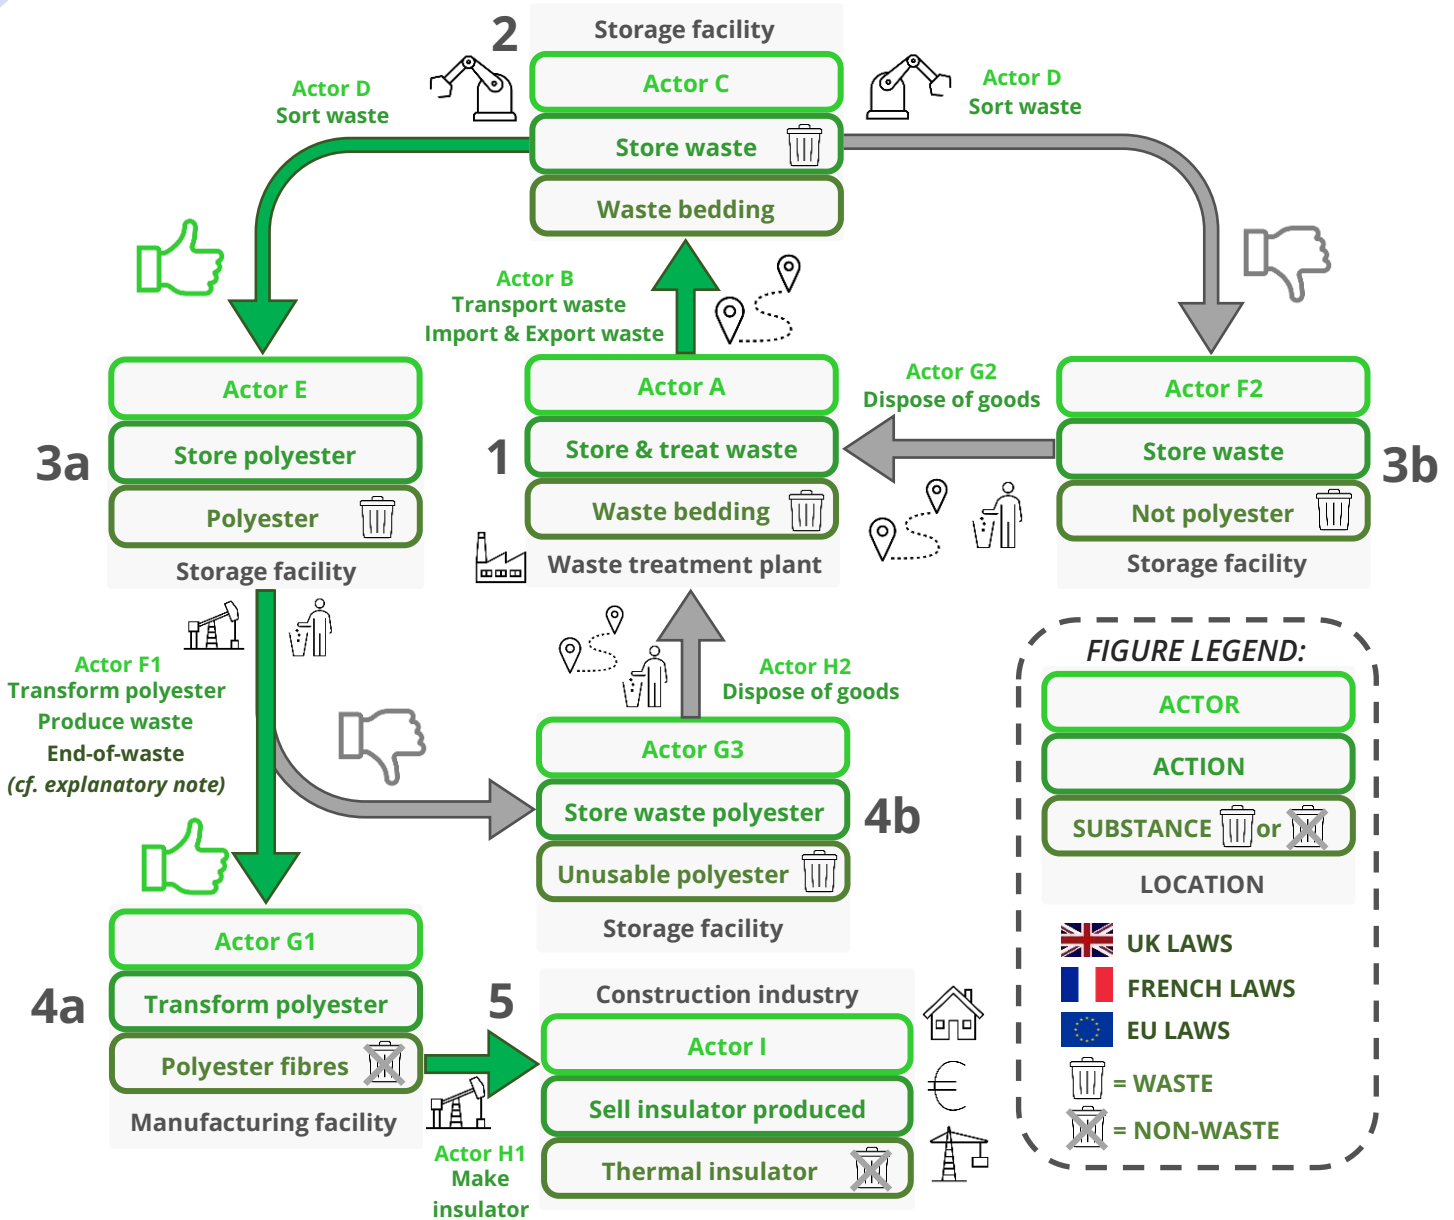 2
Storage facility
Actor C
Store waste
Waste bedding
Actor D
Sort waste
Actor D
Sort waste
Actor B
Transport waste
Import & Export waste
1
Actor A
Store & treat waste
Waste bedding
Waste treatment plant
3a
Actor E
Store polyester
Polyester
Storage facility
Actor G2
Dispose of goods
3b
Actor F2
Store waste
Not polyester
Storage facility
Actor F1
Transform polyester
Produce waste
End-of-waste
(cf. explanatory note)
Actor H2
Dispose of goods
4b
Actor G3
Store waste polyester
Unusable polyester
Storage facility
4a
Actor G1
Transform polyester
Polyester fibres
Manufacturing facility
Actor H1
Make
insulator
5
Construction industry
Actor I
Sell insulator produced
Thermal insulator
FIGURE LEGEND:
ACTOR
ACTION
SUBSTANCE or
LOCATION
UK LAWS
FRENCH LAWS
EU LAWS
= WASTE
= NON-WASTE